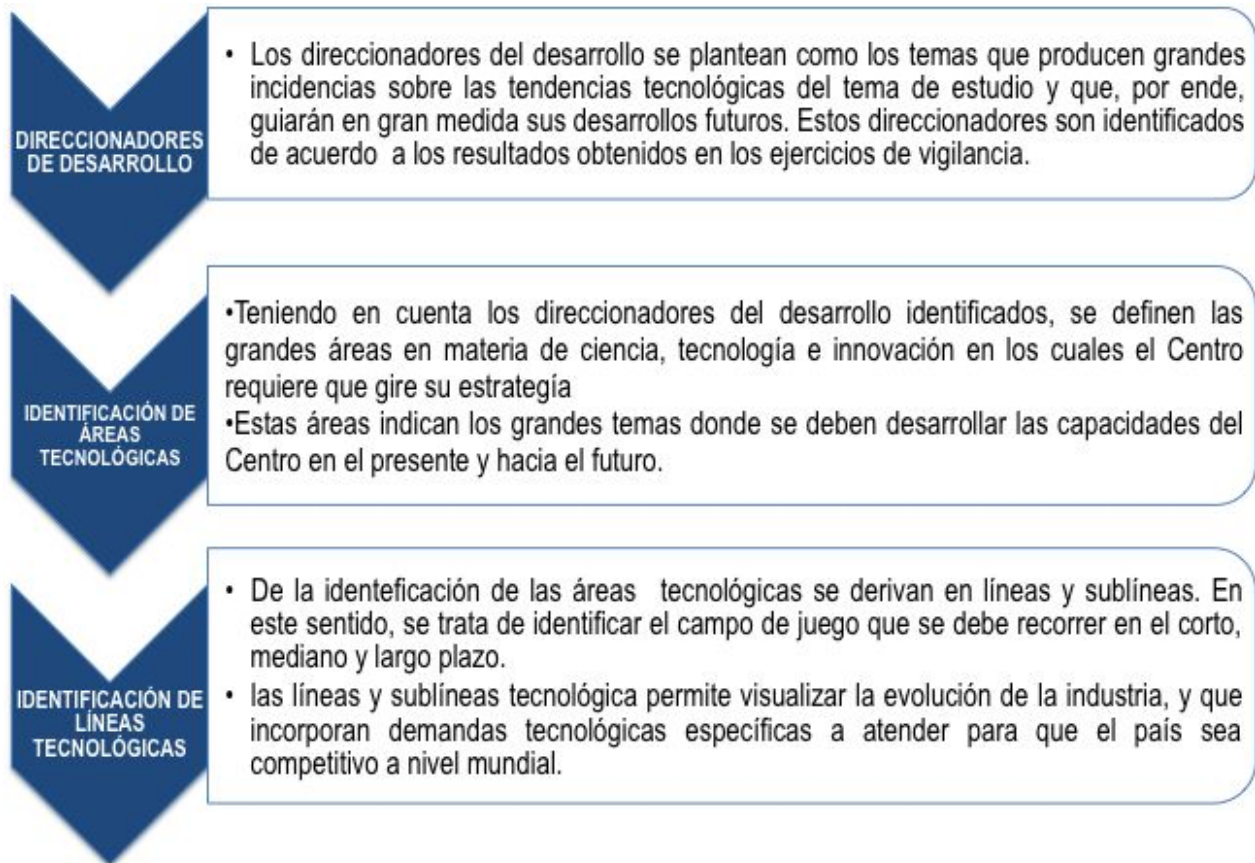 DIRECCIONADORES
DE DESARROLLO
• Los direccionadores del desarrollo se plantean como los temas que producen grandes
incidencias sobre las tendencias tecnológicas del tema de estudio y que, por ende,
guiarán en gran medida sus desarrollos futuros. Estos direccionadores son identificados
de acuerdo a los resultados obtenidos en los ejercicios de vigilancia.
IDENTIFICACIÓN DE
ÁREAS
TECNOLÓGICAS
•Teniendo en cuenta los direccionadores del desarrollo identificados, se definen las
grandes áreas en materia de ciencia, tecnología e innovación en los cuales el Centro
requiere que gire su estrategía
•Estas áreas indican los grandes temas donde se deben desarrollar las capacidades del
Centro en el presente y hacia el futuro.
IDENTIFICACIÓN DE
LÍNEAS
TECNOLÓGICAS
• De la identeficación de las áreas tecnológicas se derivan en líneas y sublíneas. En
este sentido, se trata de identificar el campo de juego que se debe recorrer en el corto,
mediano y largo plazo.
• las líneas y sublíneas tecnológica permite visualizar la evolución de la industria, y que
incorporan demandas tecnológicas específicas a atender para que el país sea
competitivo a nivel mundial.